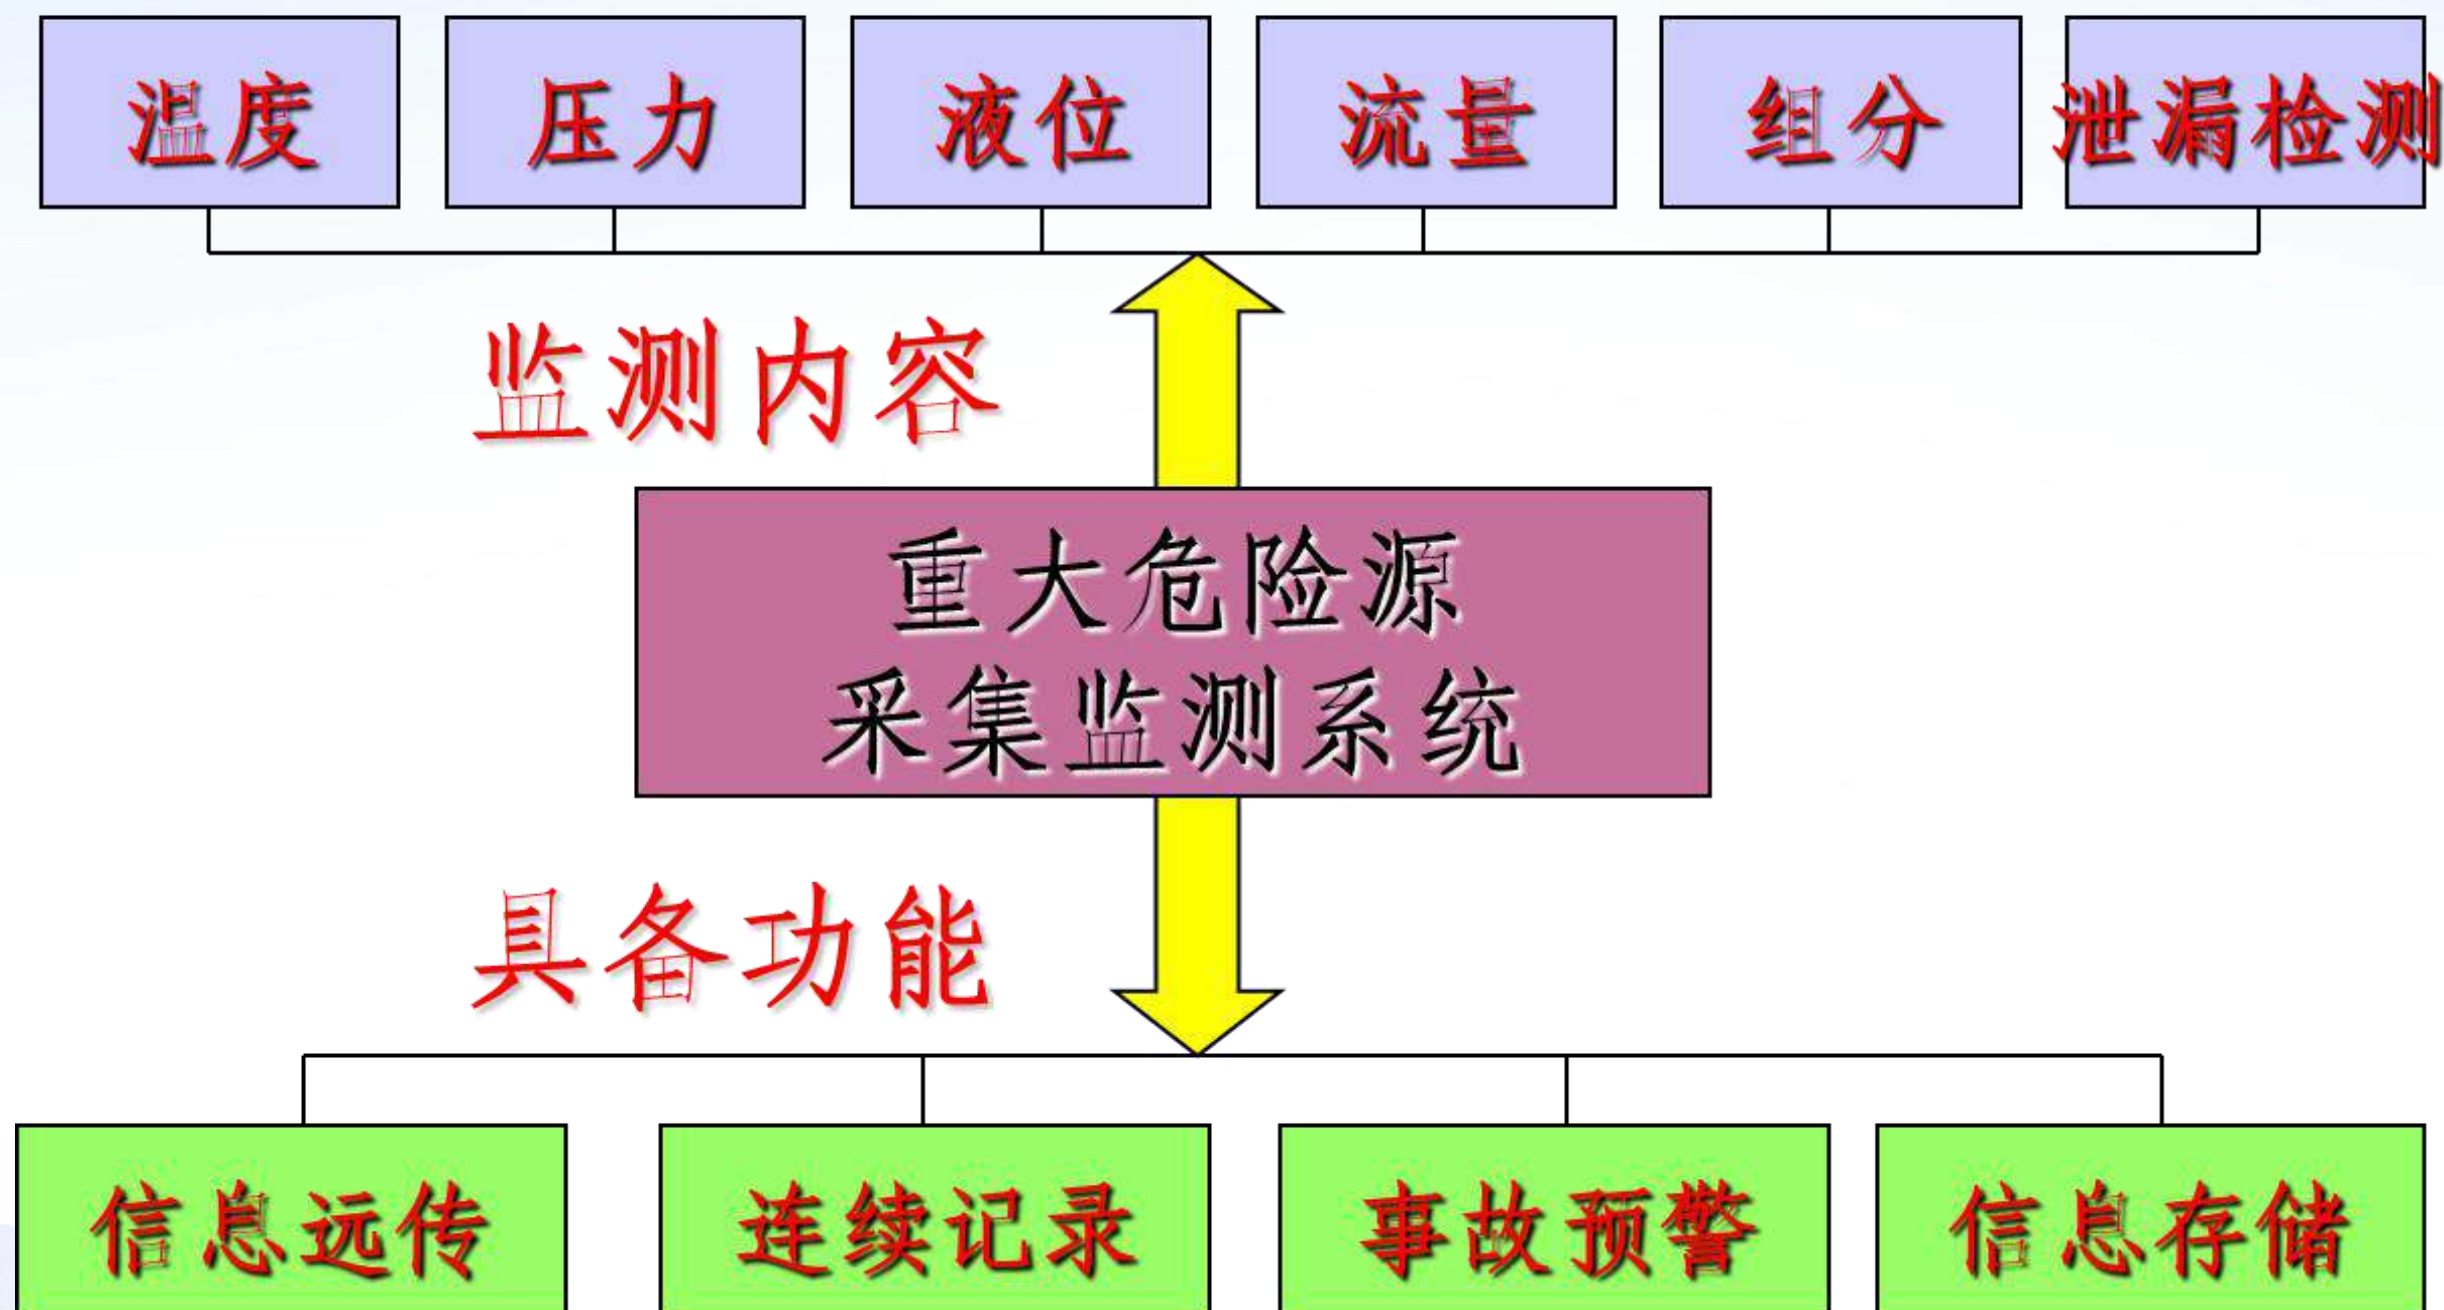 温度
压力
液位
流量
组分
泄漏检测
监测内容
重大危险源
采集监测系统
具备功能
信息远传
连续记录
事故预警
信息存储